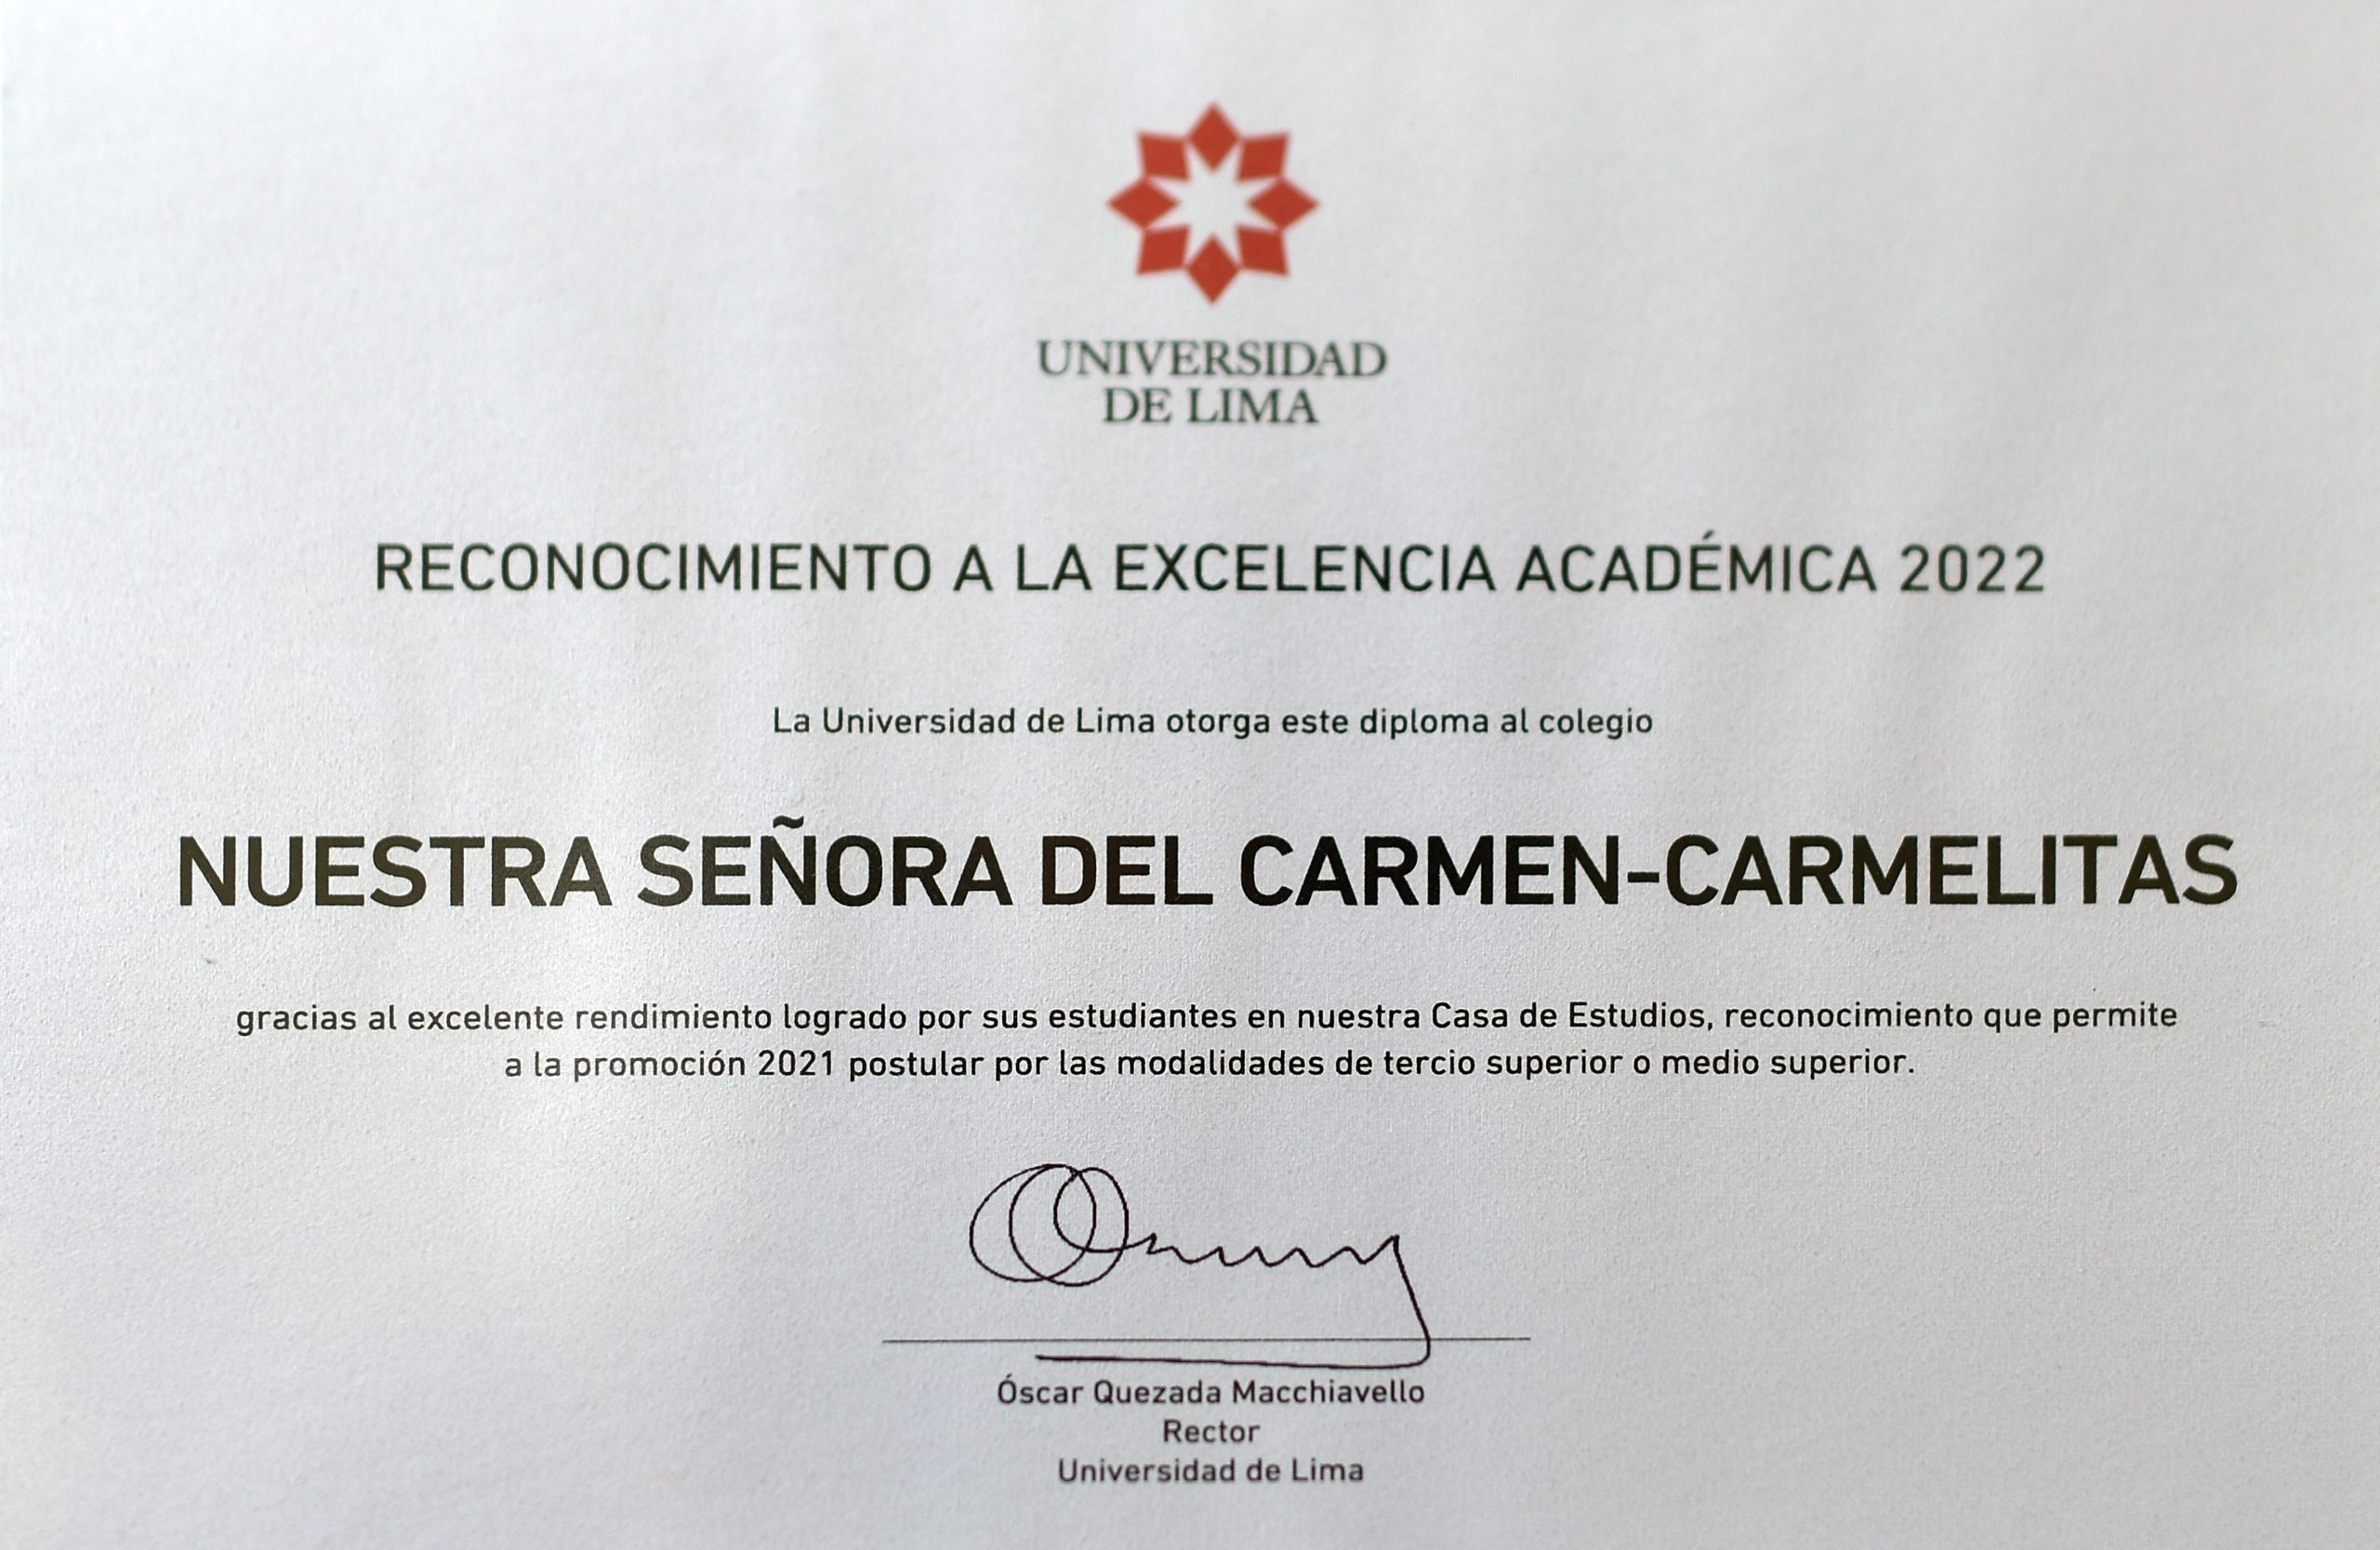 UNIVERSIDAD
DE LIMA
RECONOCIMIENTO A LA EXCELENCIA ACADÉMICA 2022
La Universidad de Lima otorga este diploma al colegio
NUESTRA SEÑORA DEL CARMEN-CARMELITAS
gracias al excelente rendimiento logrado por sus estudiantes en nuestra Casa de Estudios, reconocimiento que permite
a la promoción 2021 postular por las modalidades de tercio superior o medio superior.
Óscar Quezada Macchiavello
Rector
Universidad de Lima